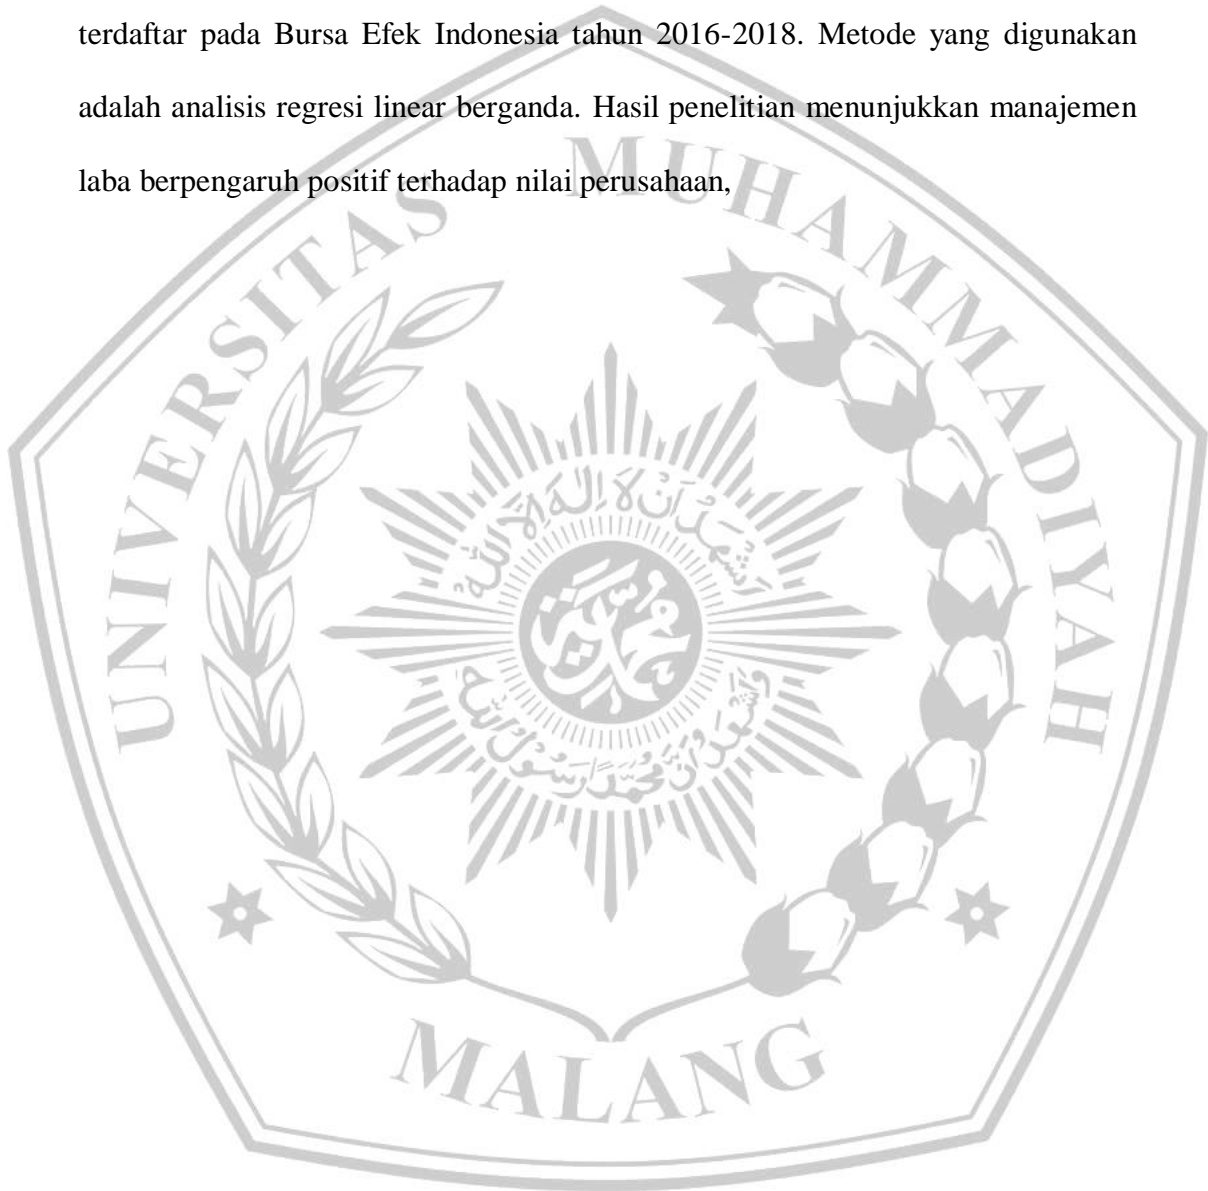 terdaftar pada Bursa Efek Indonesia tahun 2016-2018. Metode yang digunakan
adalah analisis regresi linear berganda. Hasil penelitian menunjukkan manajemen
laba berpengaruh positif terhadap nilai perusahaan,
UNIVERSITAS MUHAMMADIYAH
MALANG